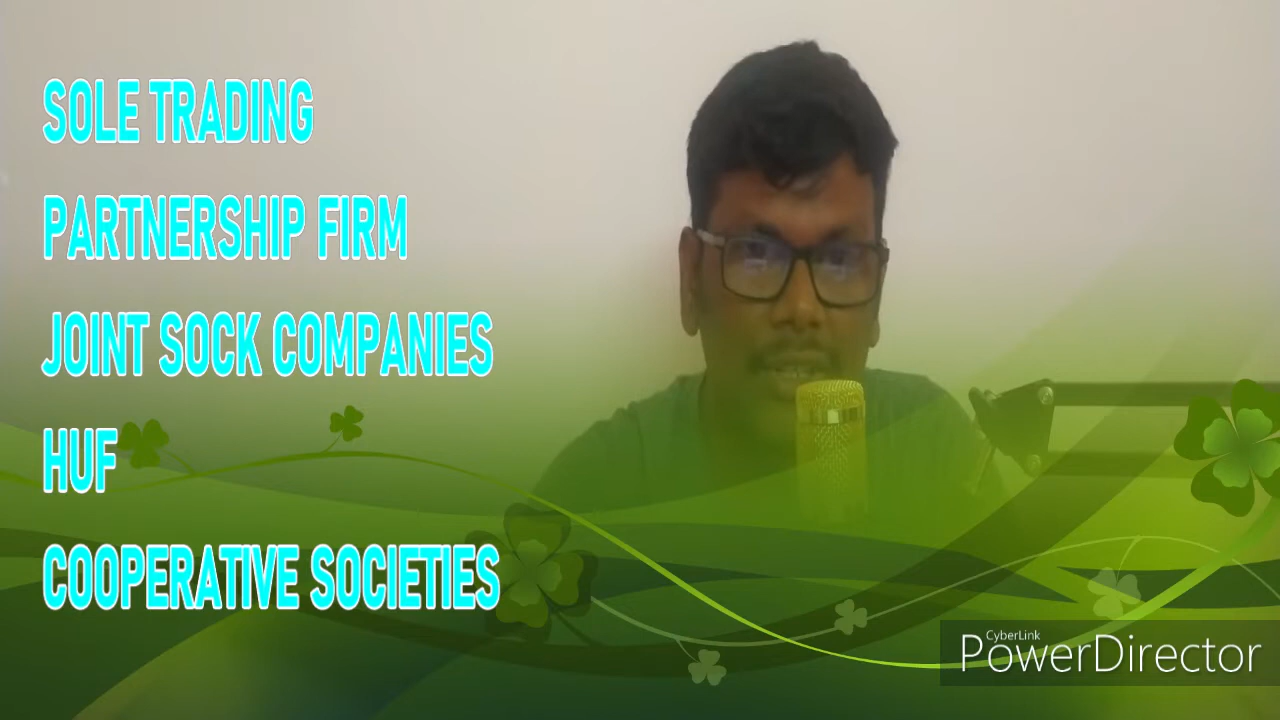 SOLE TRADING
PARTNERSHIP FIRM
JOINT SOCK COMPANIES
HUF
COOPERATIVE SOCIETIES
CyberLink
PowerDirector